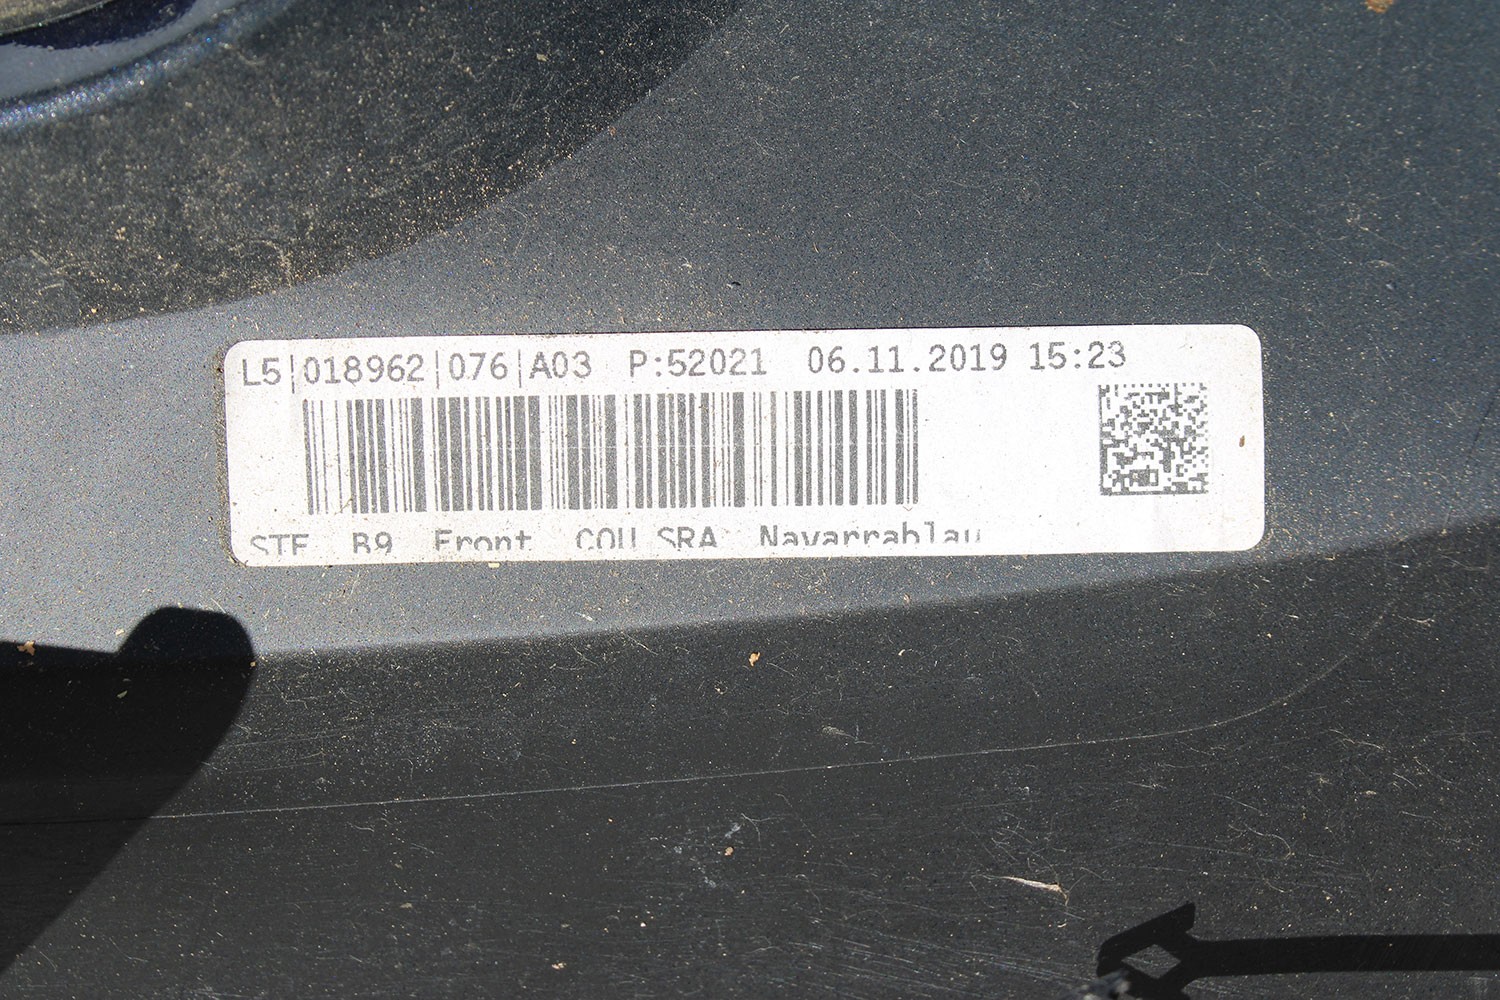 L5|018962|076|A03 P:52021 06.11.2019 15:23
STF B9 Front COU SRA Navarrablau